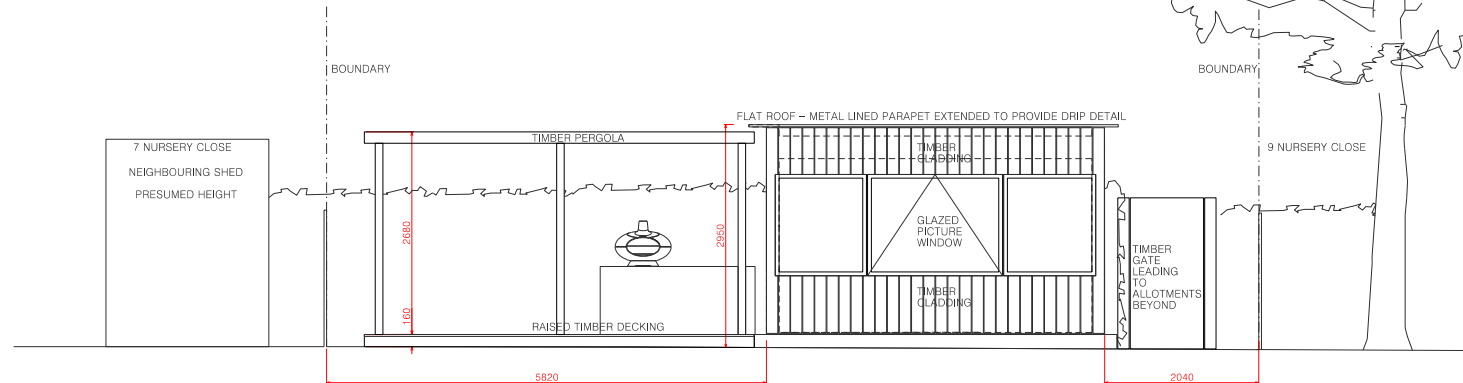 BOUNDARY
BOUNDARY
FLAT ROOF – METAL LINED PARAPET EXTENDED TO PROVIDE DRIP DETAIL
7 NURSERY CLOSE
NEIGHBOURING SHED
PRESUMED HEIGHT
TIMBER PERGOLA
TIMBER
CLADDING
9 NURSERY CLOSE
2680
2950
GLAZED
PICTURE
WINDOW
TIMBER
GATE
LEADING
TO
ALLOTMENTS
BEYOND
TIMBER
CLADDING
160
RAISED TIMBER DECKING
5820
2040